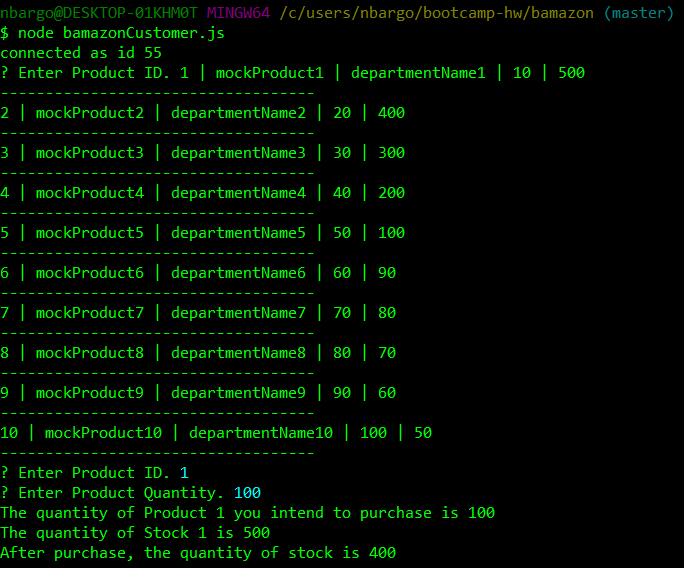 nbargo@DESKTOP-01KHM0T MINGW64 /c/users/nbargo/bootcamp-hw/bamazon (master)
$ node bamazonCustomer.js
connected as id 55
? Enter Product ID. 1 | mockProduct1 | departmentName1 | 10 | 500
-----------------------------------
2 | mockProduct2 | departmentName2 | 20 | 400
-----------------------------------
3 | mockProduct3 | departmentName3 | 30 | 300
-----------------------------------
4 | mockProduct4 | departmentName4 | 40 | 200
-----------------------------------
5 | mockProduct5 | departmentName5 | 50 | 100
-----------------------------------
6 | mockProduct6 | departmentName6 | 60 | 90
-----------------------------------
7 | mockProduct7 | departmentName7 | 70 | 80
-----------------------------------
8 | mockProduct8 | departmentName8 | 80 | 70
-----------------------------------
9 | mockProduct9 | departmentName9 | 90 | 60
-----------------------------------
10 | mockProduct10 | departmentName10 | 100 | 50
-----------------------------------
? Enter Product ID. 1
? Enter Product Quantity. 100
The quantity of Product 1 you intend to purchase is 100
The quantity of Stock 1 is 500
After purchase, the quantity of stock is 400